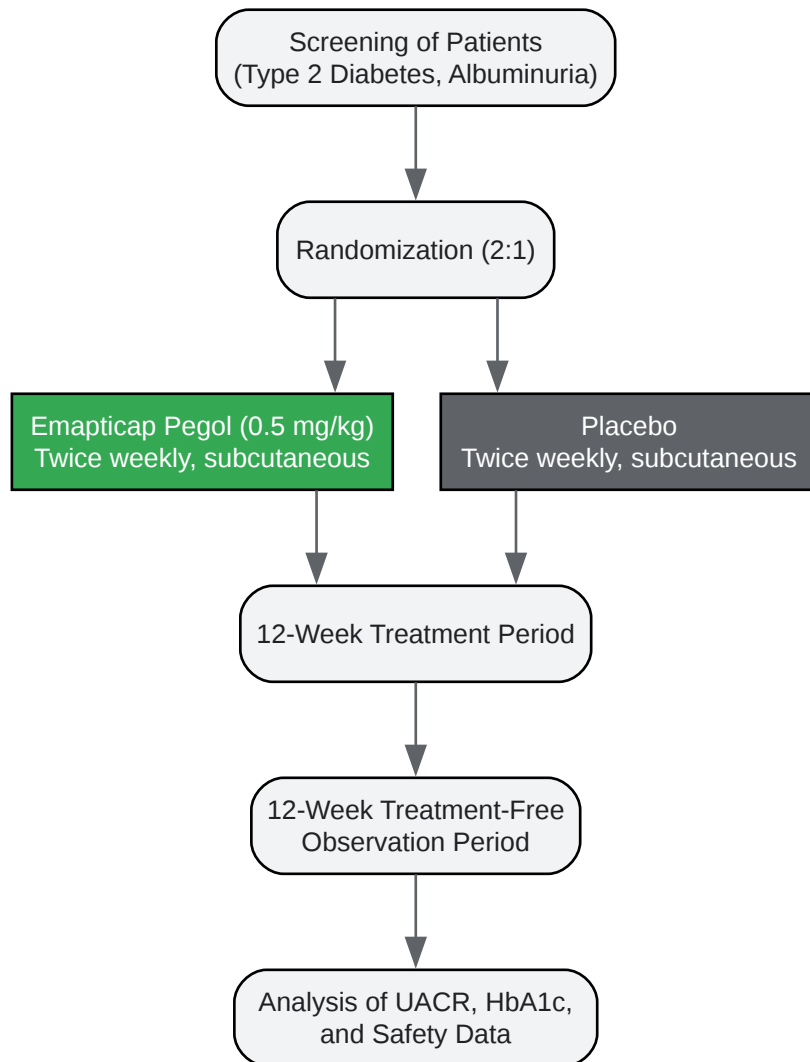 Screening of Patients
(Type 2 Diabetes, Albuminuria)
Randomization (2:1)
Emapticap Pegol (0.5 mg/kg)
Twice weekly, subcutaneous
Placebo
Twice weekly, subcutaneous
12-Week Treatment Period
12-Week Treatment-Free
Observation Period
Analysis of UACR, HbA1c,
and Safety Data